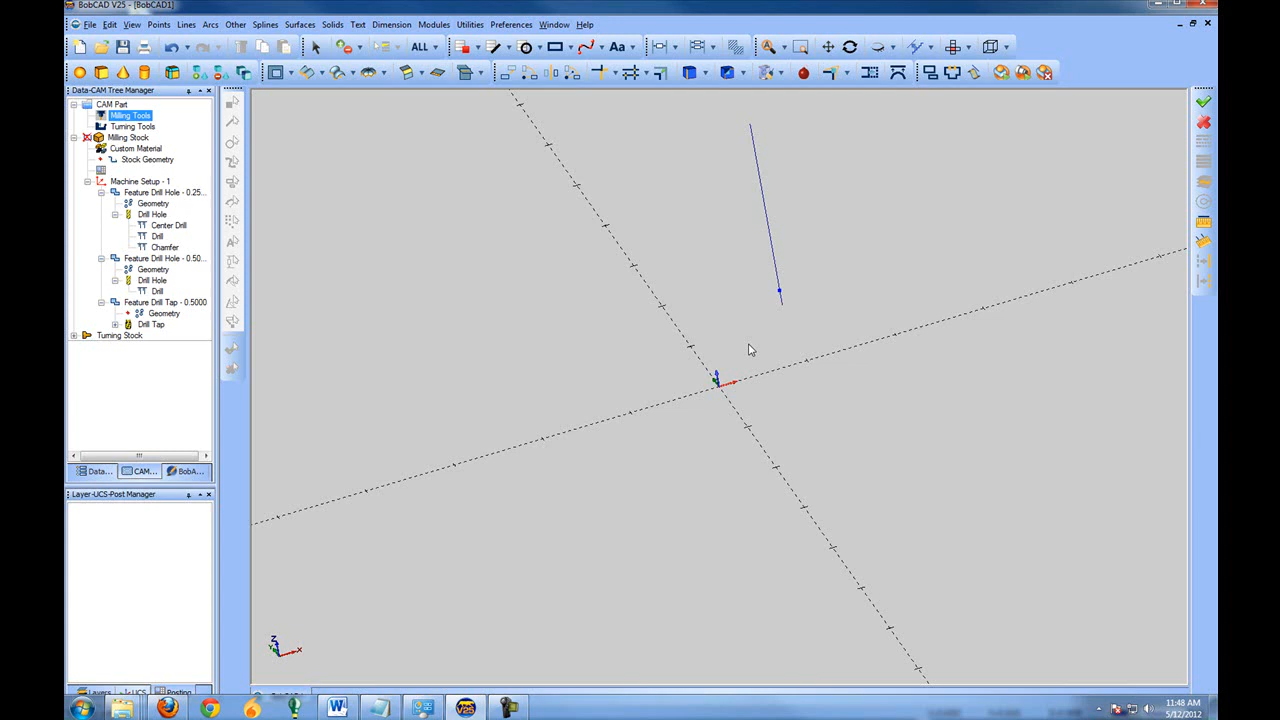 BobCAD V25 - [BobCAD1]
File Edit View Points Lines Arcs Other Splines Surfaces Solids Text Dimension Modules Utilities Preferences Window Help
ALL
Aa
Data-CAM Tree Manager
CAM Part
Milling Tools
Turning Tools
Milling Stock
Custom Material
Stock Geometry
Machine Setup - 1
Feature Drill Hole - 0.25...
Geometry
Drill Hole
Center Drill
Drill
Chamfer
Feature Drill Hole - 0.50...
Geometry
Drill Hole
Drill
Feature Drill Tap - 0.5000
Geometry
Drill Tap
Turning Stock
Data... CAM... BobA...
Layer-UCS-Post Manager
Z
Y
X
Layers UCS Posting
11:48 AM
5/12/2012